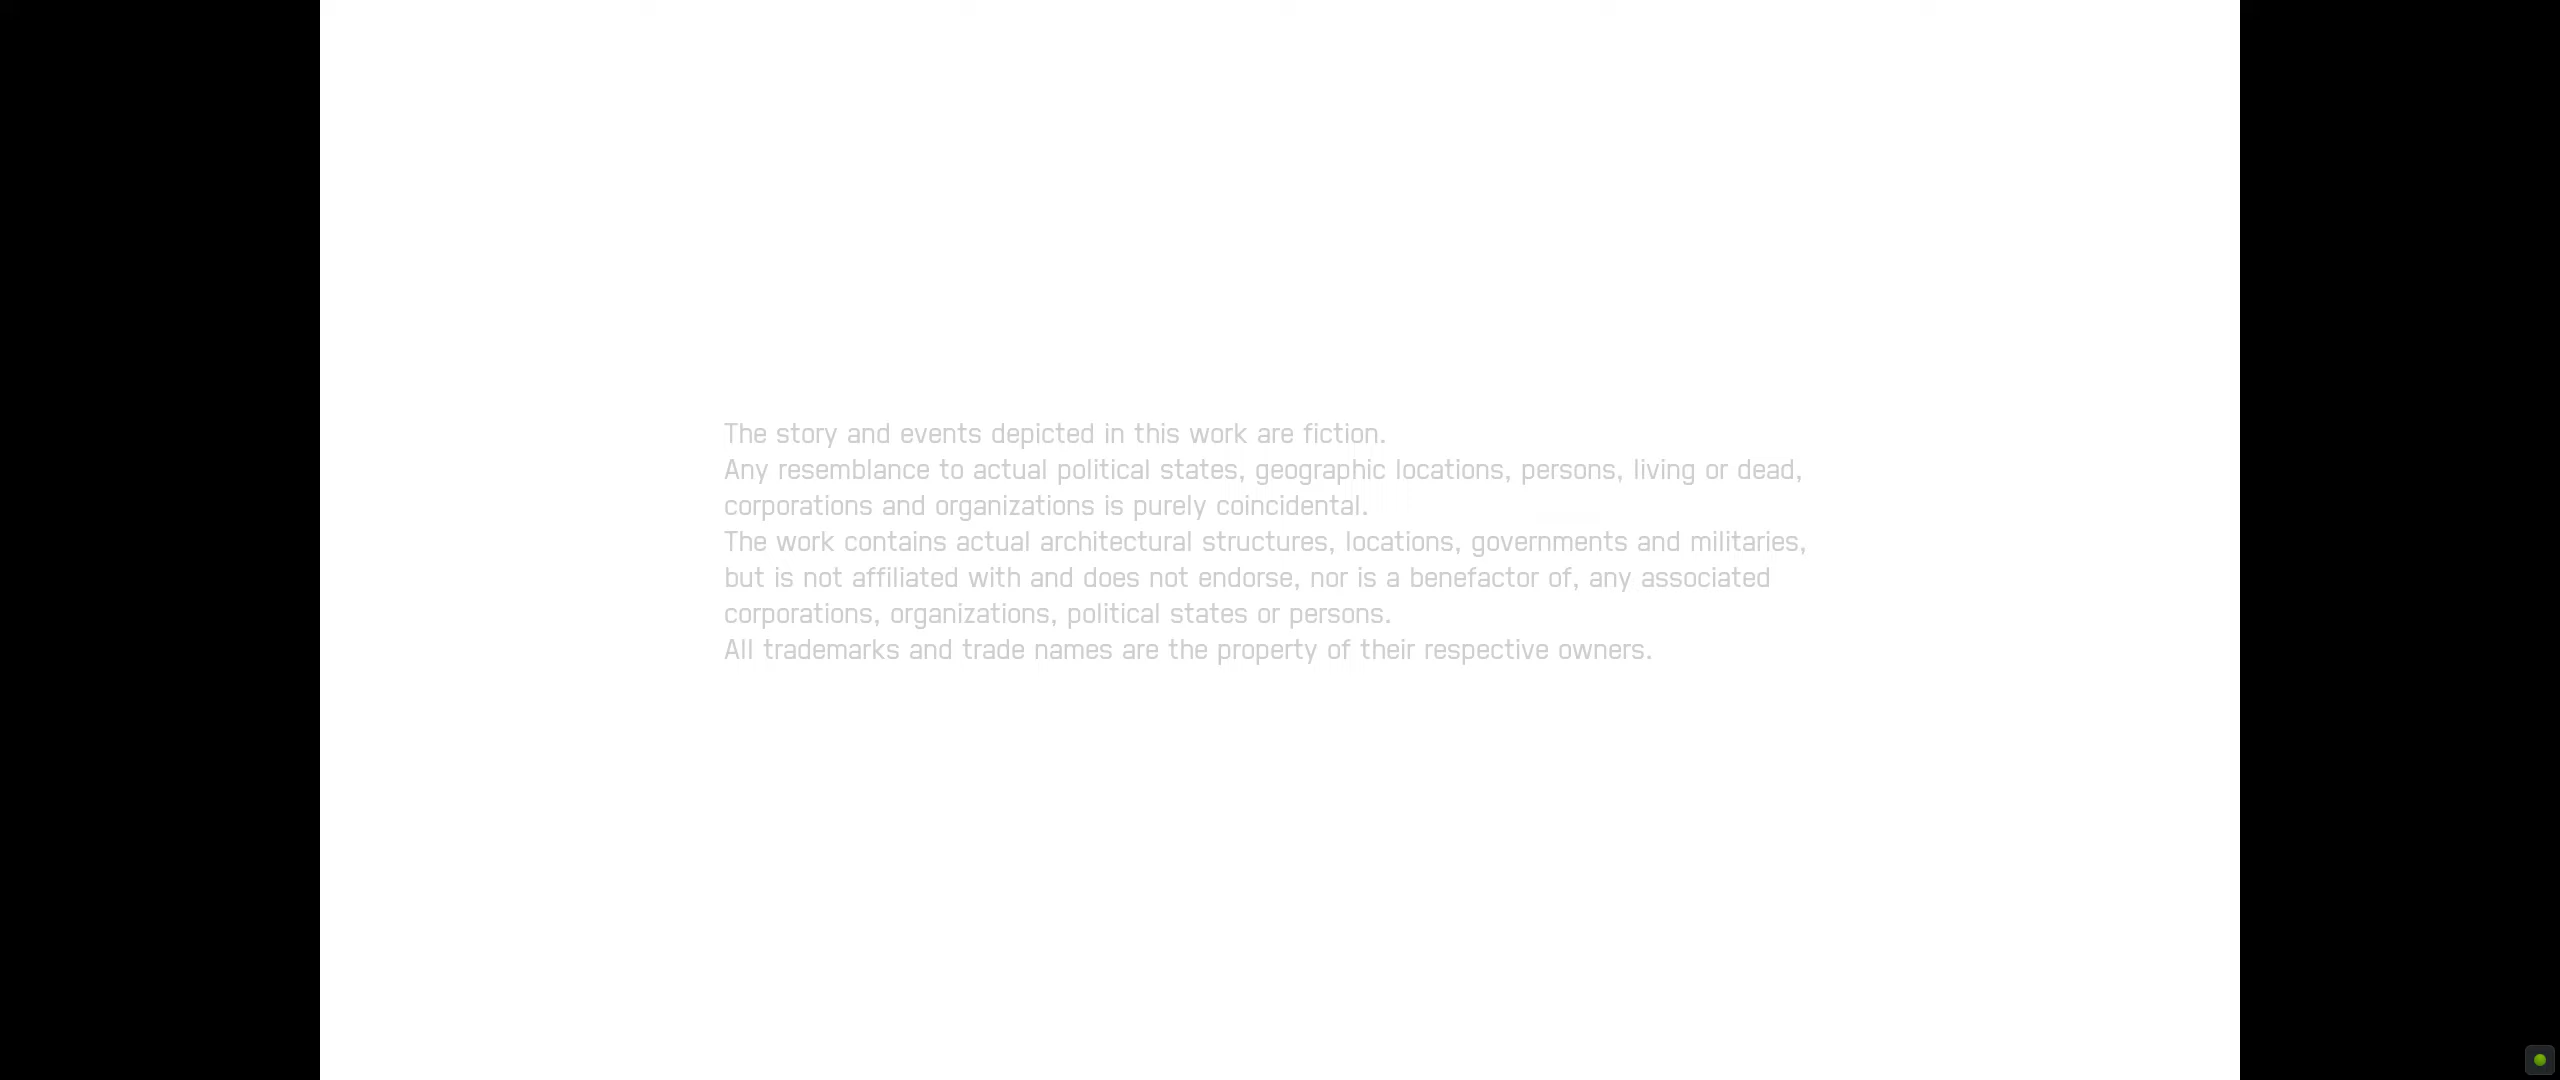 The story and events depicted in this work are fiction.
Any resemblance to actual political states, geographic locations, persons, living or dead,
corporations and organizations is purely coincidental.
The work contains actual architectural structures, locations, governments and militaries,
but is not affiliated with and does not endorse, nor is a benefactor of, any associated
corporations, organizations, political states or persons.
All trademarks and trade names are the property of their respective owners.